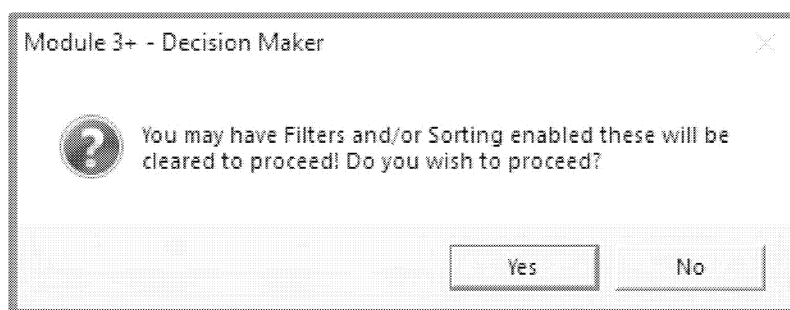 Module 3+ - Decision Maker
You may have Filters and/or Sorting enabled these will be
cleared to proceed! Do you wish to proceed?
Yes No